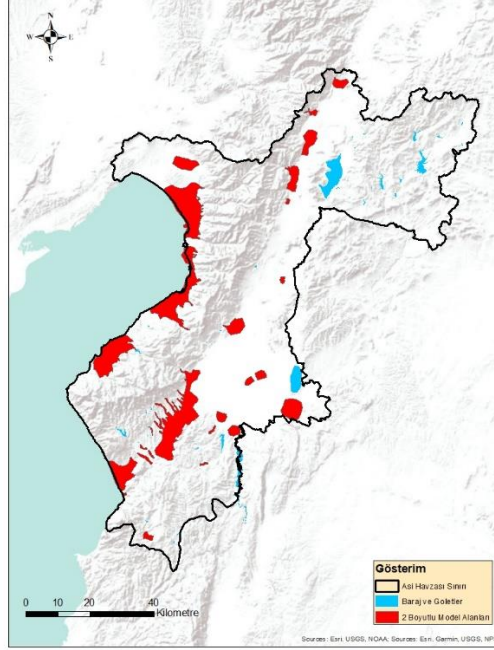 N
W E
S
Gösterim
Asi Havzası Sınırı
Baraj ve Goletler
2 Boyutlu Model Alanları
0 10 20 40
Kilometre
Sources: Esri, USGS, NOAA; Sources: Esri, Garmin, USGS, NP